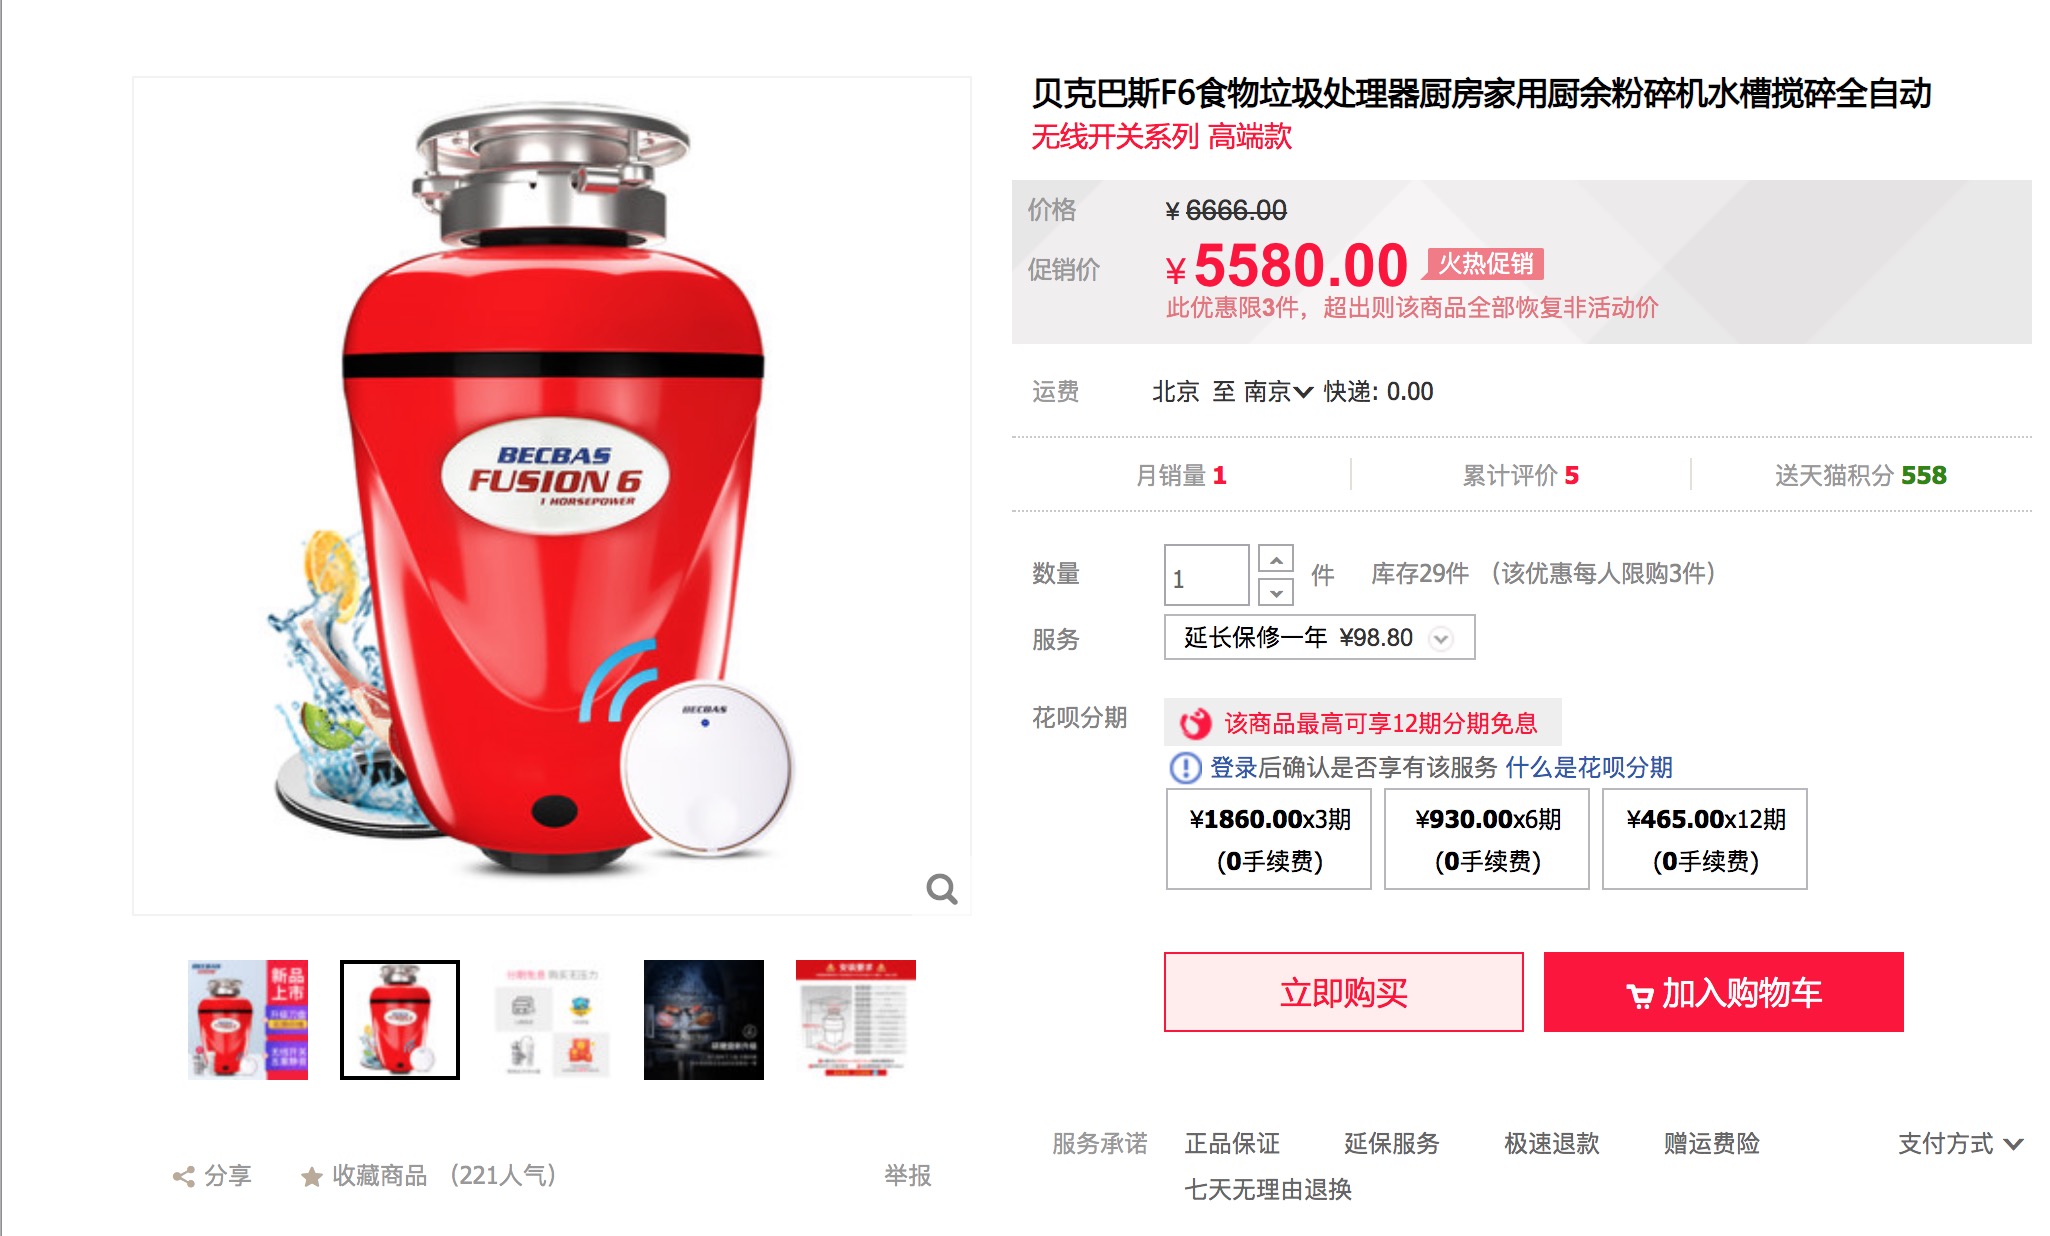 贝克巴斯F6食物垃圾处理器厨房家用厨余粉碎机水槽搅碎全自动
无线开关系列 高端款
价格 ¥ 6666.00
促销价 ¥ 5580.00 火热促销
此优惠限3件，超出则该商品全部恢复非活动价
运费 北京 至 南京 快递: 0.00
月销量 1 累计评价 5 送天猫积分 558
数量 1 件 库存29件 （该优惠每人限购3件）
服务 延长保修一年 ¥98.80
花呗分期 该商品最高可享12期分期免息
登录后确认是否享有该服务 什么是花呗分期
¥1860.00x3期 ¥930.00x6期 ¥465.00x12期
(0手续费) (0手续费) (0手续费)
立即购买 加入购物车
服务承诺 正品保证 延保服务 极速退款 赠运费险 支付方式
七天无理由退换
BECBAS
FUSION 6
1 HORSEPOWER
BECBAS
新品
上市
分享 收藏商品 （221人气） 举报